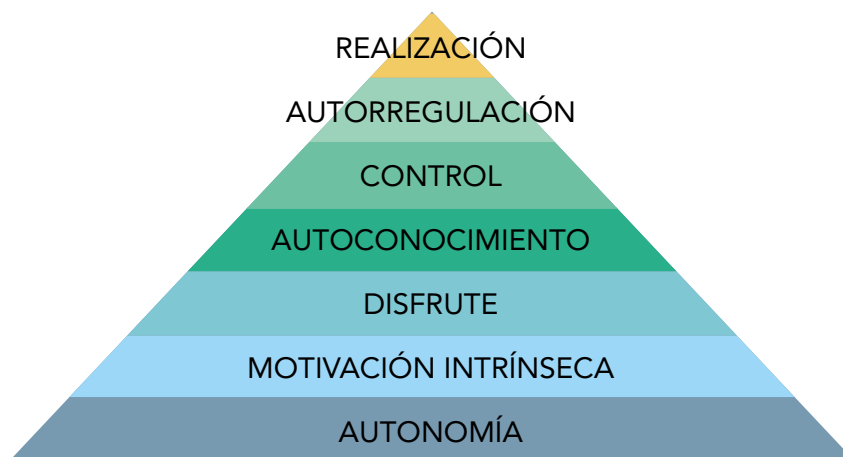 REALIZACIÓN
AUTORREGULACIÓN
CONTROL
AUTOCONOCIMIENTO
DISFRUTE
MOTIVACIÓN INTRÍNSECA
AUTONOMÍA